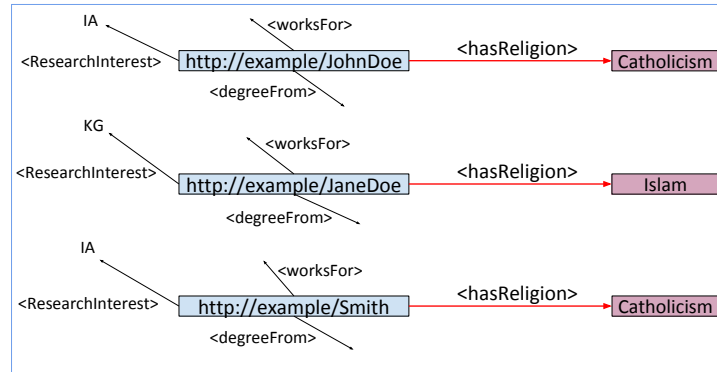 IA
<worksFor>
<ResearchInterest>
http://example/JohnDoe
<hasReligion>
Catholicism
<degreeFrom>
KG
<worksFor>
<ResearchInterest>
http://example/JaneDoe
<hasReligion>
Islam
<degreeFrom>
IA
<worksFor>
<ResearchInterest>
http://example/Smith
<hasReligion>
Catholicism
<degreeFrom>